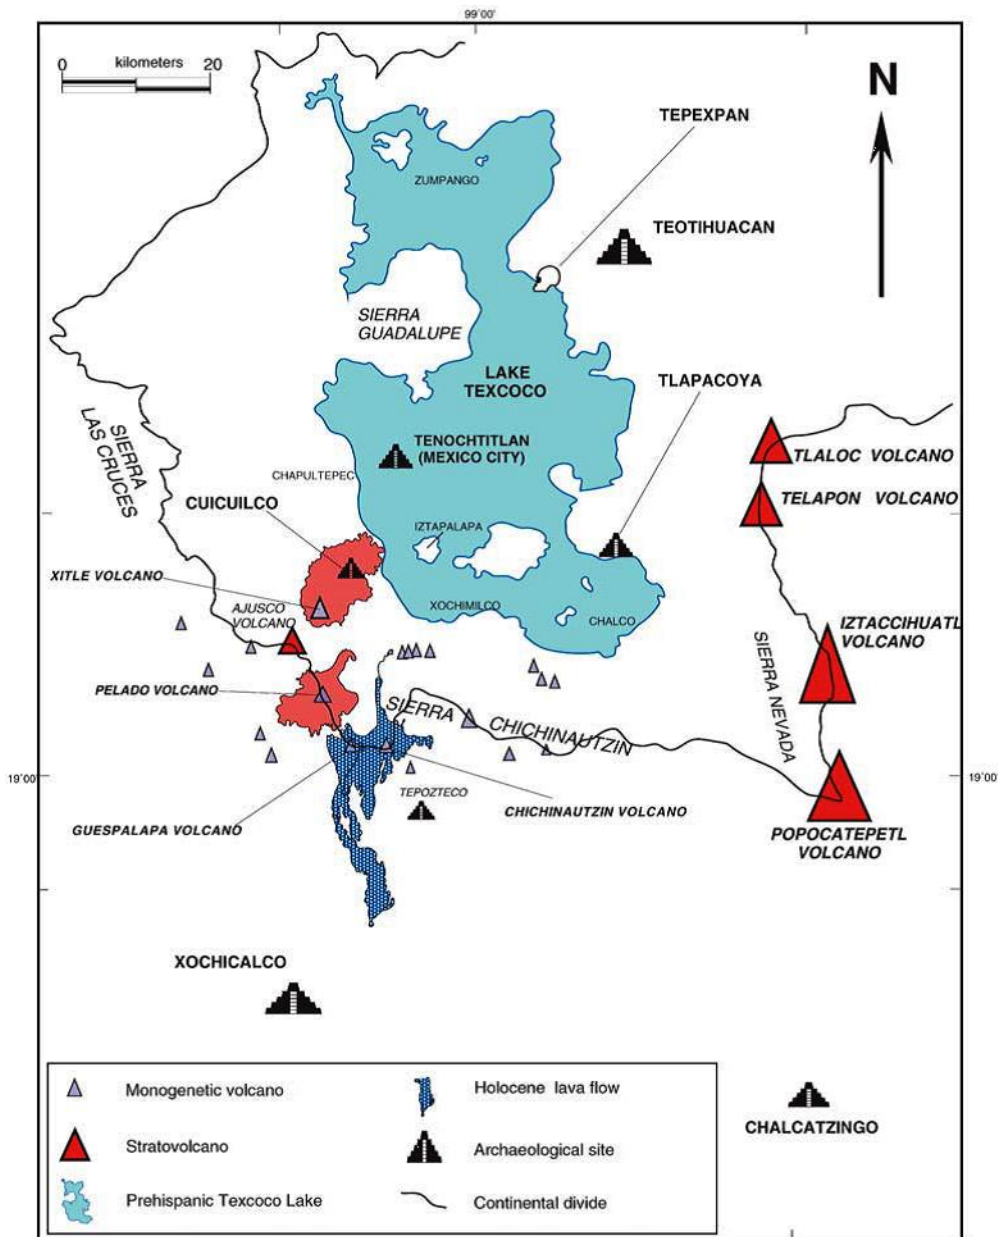 99°00'
0 kilometers 20
N
TEPEXPAN
ZUMPANGO
TEOTIHUACAN
SIERRA
GUADALUPE
LAKE
TEXCOCO
TLAPACOYA
SIERRA
LAS CRUCES
TENOCHTITLAN
(MEXICO CITY)
TLALOC VOLCANO
CHAPULTEPEC
CUICUILCO
TELAPON VOLCANO
IZTAPALAPA
XITLE VOLCANO
AJUSCO
VOLCANO
XOCHIMILCO
CHALCO
IZTACCIHUATL
VOLCANO
PELADO VOLCANO
SIERRA CHICHINAUTZIN
SIERRA NEVADA
19°00'
19°00'
TEPOZTECO
GUESPALAPA VOLCANO
CHICHINAUTZIN VOLCANO
POPOCATEPETL
VOLCANO
XOCHICALCO
Monogenetic volcano
Holocene lava flow
Stratovolcano
Archaeological site
Prehispanic Texcoco Lake
Continental divide
CHALCATZINGO